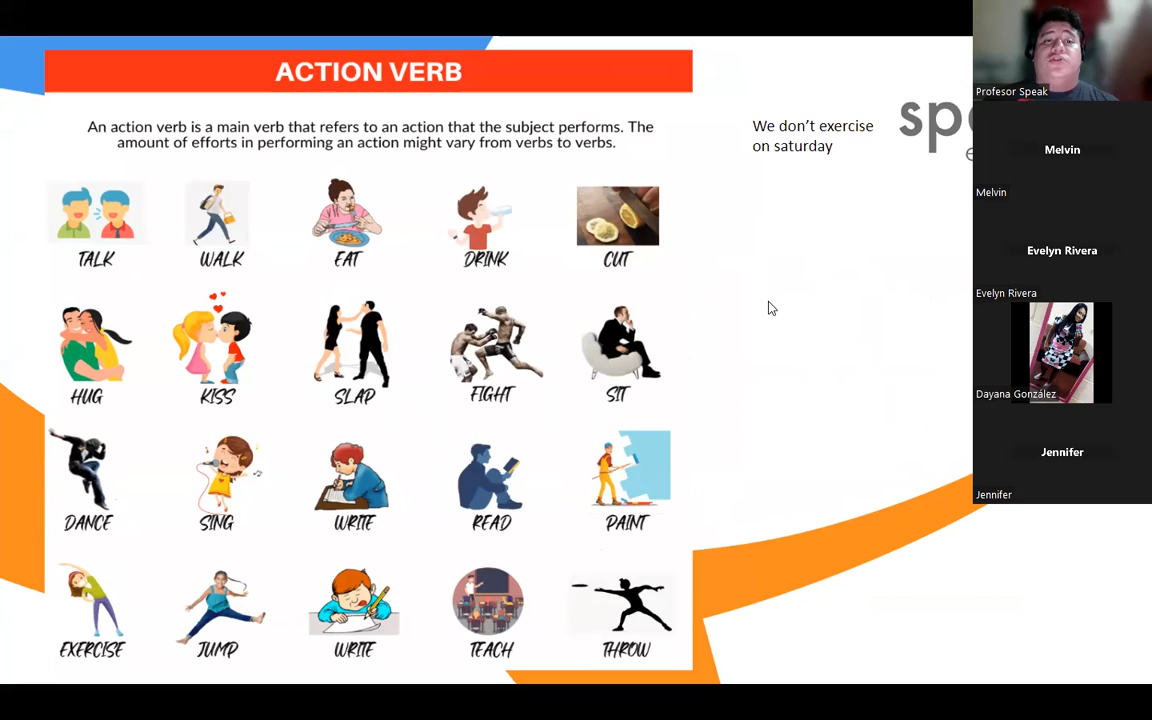 ACTION VERB
An action verb is a main verb that refers to an action that the subject performs. The
amount of efforts in performing an action might vary from verbs to verbs.
TALK
WALK
EAT
DRINK
CUT
HUG
KISS
SLAP
FIGHT
SIT
DANCE
SING
WRITE
READ
PAINT
EXERCISE
JUMP
WRITE
TEACH
THROW
We don’t exercise
on saturday
Profesor Speak
Melvin
Melvin
Evelyn Rivera
Evelyn Rivera
Dayana González
Jennifer
Jennifer